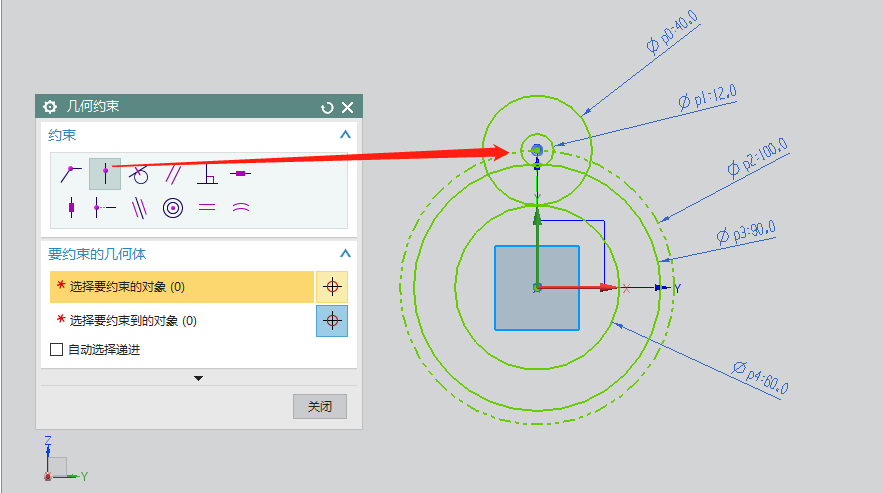 几何约束
约束
要约束的几何体
* 选择要约束的对象 (0)
* 选择要约束到的对象 (0)
自动选择递进
关闭
Ø p0:40.0
Ø p1:12.0
Ø p2:100.0
Ø p3:90.0
Ø p4:60.0
X
Y
Z
Y